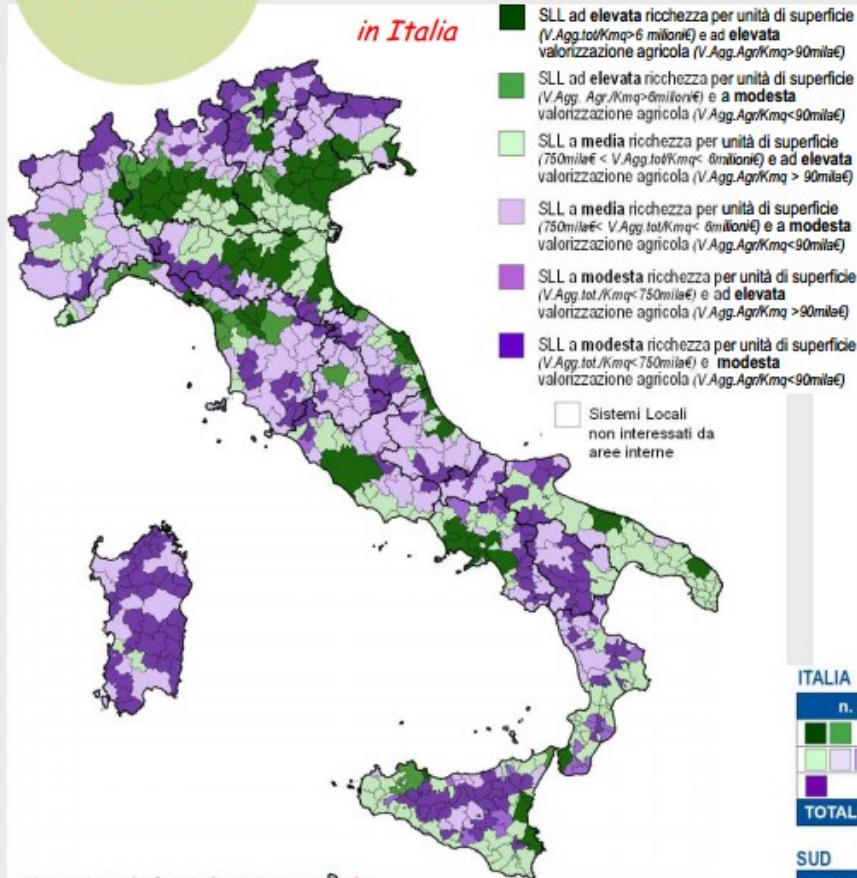 in Italia
SLL ad elevata ricchezza per unità di superficie
(V.Agg.tot/Kmq>6 milioni€) e ad elevata
valorizzazione agricola (V.Agg.Agr/Kmq>90mila€)
SLL ad elevata ricchezza per unità di superficie
(V.Agg. Agr./Kmq>6milioni€) e a modesta
valorizzazione agricola (V.Agg.Agr/Kmq<90mila€)
SLL a media ricchezza per unità di superficie
(750mila€ < V.Agg.tot/Kmq< 6milioni€) e ad elevata
valorizzazione agricola (V.Agg.Agr/Kmq > 90mila€)
SLL a media ricchezza per unità di superficie
(750mila€< V.Agg.tot/Kmq< 6milioni€) e a modesta
valorizzazione agricola (V.Agg.Agr/Kmq<90mila€)
SLL a modesta ricchezza per unità di superficie
(V.Agg.tot./Kmq<750mila€) e ad elevata
valorizzazione agricola (V.Agg.Agr/Kmq >90mila€)
SLL a modesta ricchezza per unità di superficie
(V.Agg.tot./Kmq<750mila€) e modesta
valorizzazione agricola (V.Agg.Agr/Kmq<90mila€)
Sistemi Locali
non interessati da
aree interne
ITALIA
n.
TOTAL
SUD